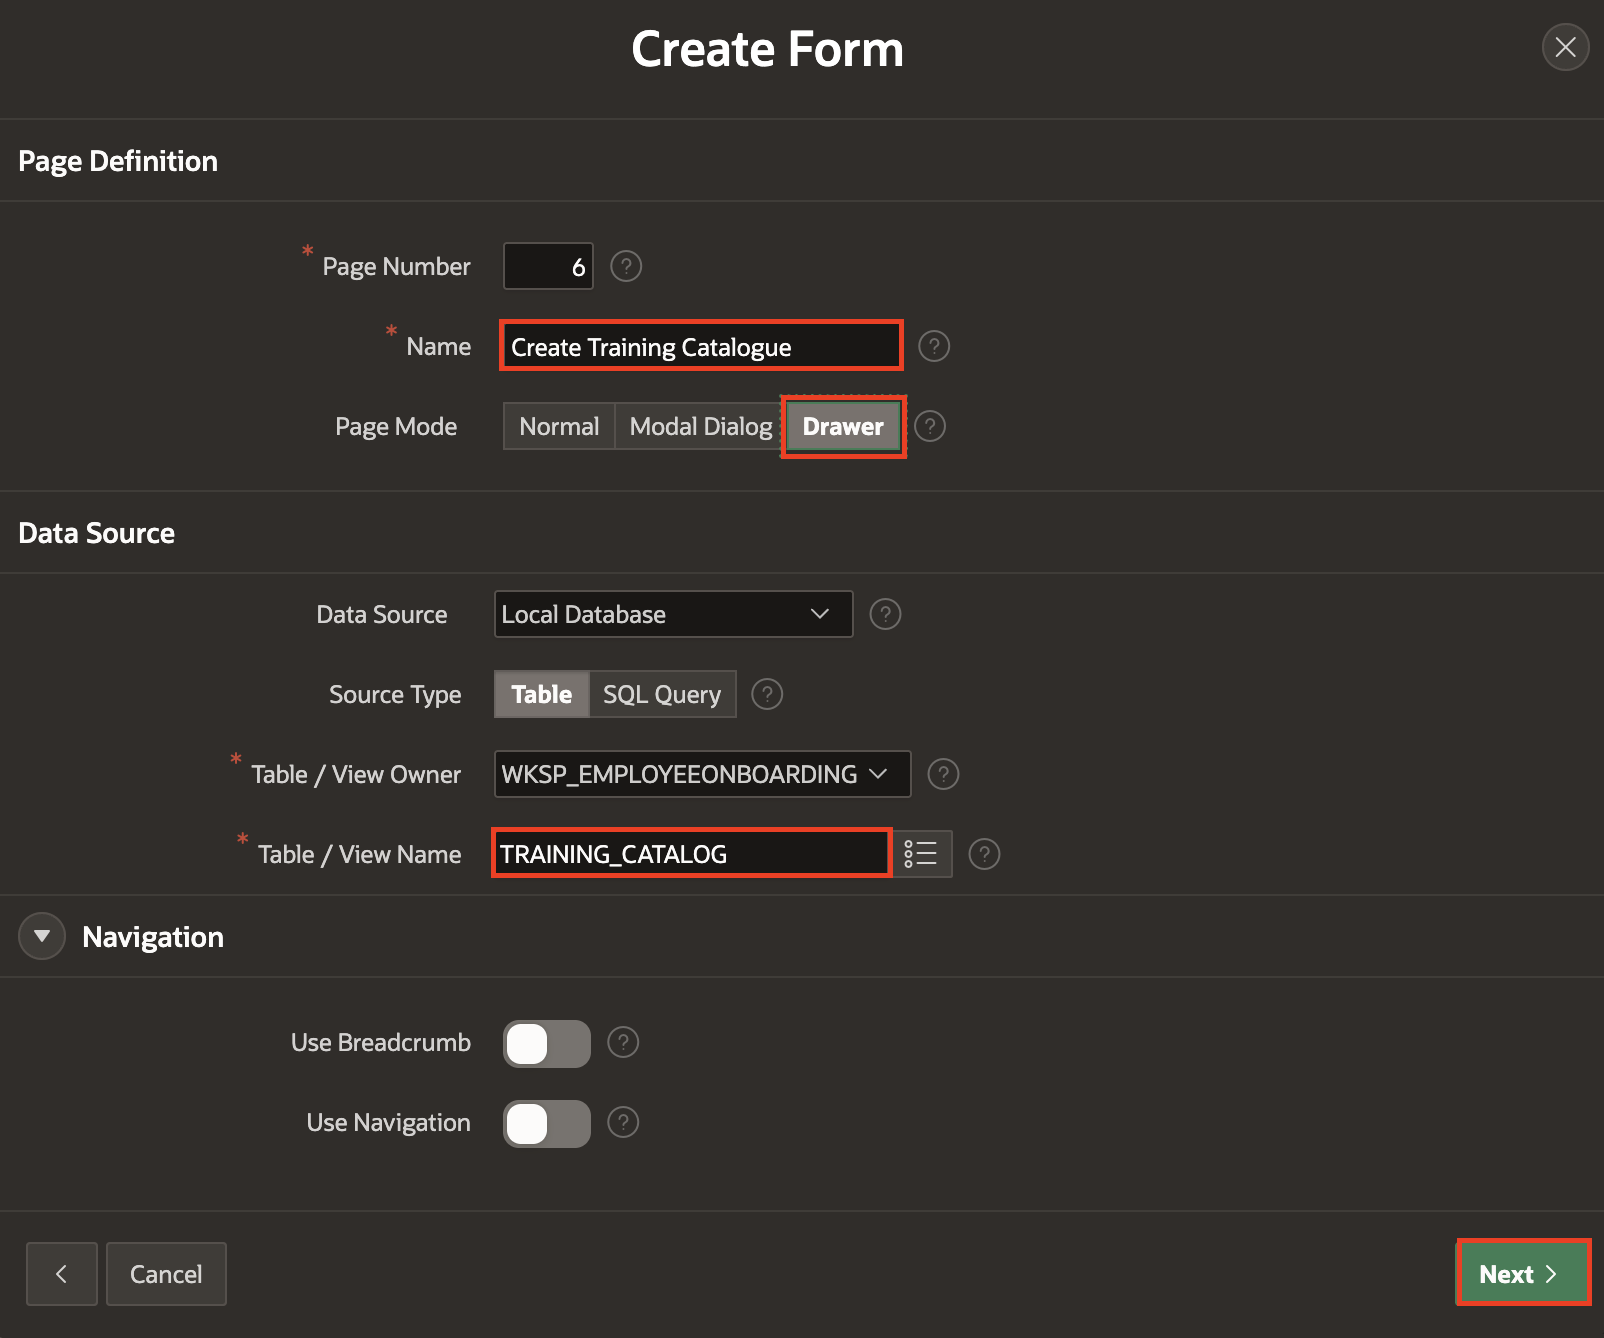 Create Form
Page Definition
* Page Number 6 ?
* Name Create Training Catalogue ?
Page Mode Normal Modal Dialog Drawer ?
Data Source
Data Source Local Database ?
Source Type Table SQL Query ?
* Table / View Owner WKSP_EMPLOYEEONBOARDING ?
* Table / View Name TRAINING_CATALOG ?
Navigation
Use Breadcrumb ?
Use Navigation ?
Cancel Next